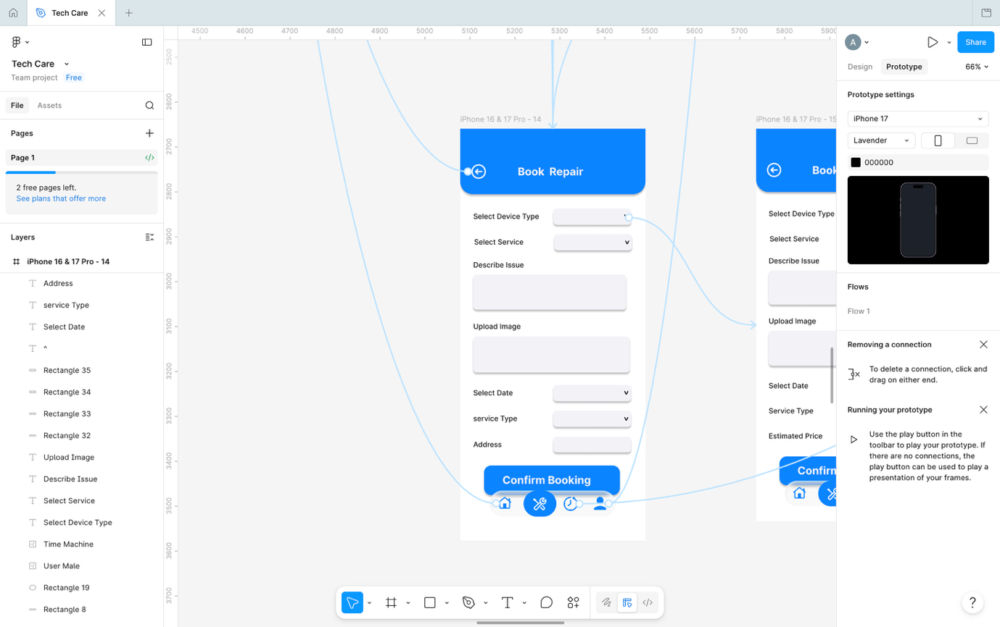 Tech Care
Tech Care
Team project Free
File Assets
Pages
Page 1
2 free pages left.
See plans that offer more
Layers
iPhone 16 & 17 Pro - 14
Address
service Type
Select Date
^
Rectangle 35
Rectangle 34
Rectangle 33
Rectangle 32
Upload Image
Describe Issue
Select Service
Select Device Type
Time Machine
User Male
Rectangle 19
Rectangle 8
4500 4600 4700 4800 4900 5000 5100 5200 5300 5400 5500 5600 5700 5800 5900
2500
2600
2700
2800
2900
3000
3100
3200
3300
3400
3500
3600
3700
iPhone 16 & 17 Pro - 14
Book Repair
Select Device Type
Select Service v
Describe Issue
Upload Image
Select Date v
service Type v
Address
Confirm Booking
iPhone 16 & 17 Pro - 15
Book
Select Device Type
Select Service
Describe Issue
Upload Image
Select Date
Service Type
Estimated Price
Confirm
A Share
Design Prototype 66%
Prototype settings
iPhone 17
Lavender
000000
Flows
Flow 1
Removing a connection
To delete a connection, click and
drag on either end.
Running your prototype
Use the play button in the
toolbar to play your prototype. If
there are no connections, the
play button can be used to play a
presentation of your frames.
?